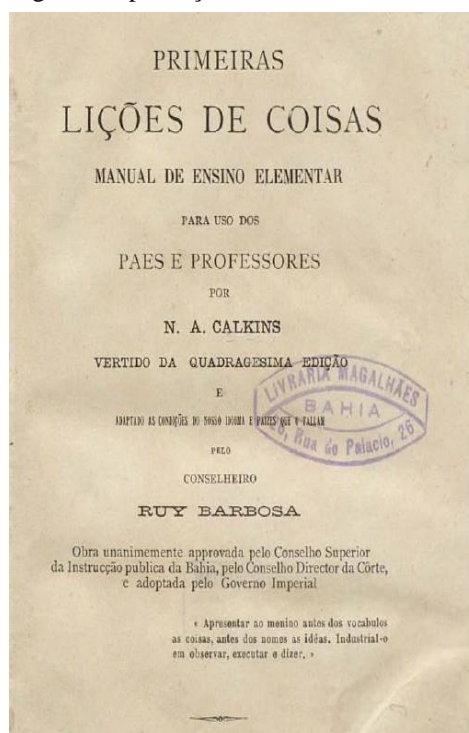 PRIMEIRAS
LIÇÕES DE COISAS
MANUAL DE ENSINO ELEMENTAR
PARA USO DOS
PAES E PROFESSORES
POR
N. A. CALKINS
VERTIDO DA QUADRAGESIMA EDIÇÃO
E
ADAPTADO ÁS CONDIÇÕES DO NOSSO IDIOMA E PAIZES QUE O FALLAM
PELO
CONSELHEIRO
RUY BARBOSA
LIVRARIA MAGALHÃES
BAHIA
26, Rua do Palacio, 26
Obra unanimemente approvada pelo Conselho Superior
da Instrucção publica da Bahia, pelo Conselho Director da Côrte,
e adoptada pelo Governo Imperial
« Apresentar ao menino antes dos vocabulos
as coisas, antes dos nomes as idéas. Industrial-o
em observar, executar e dizer. »